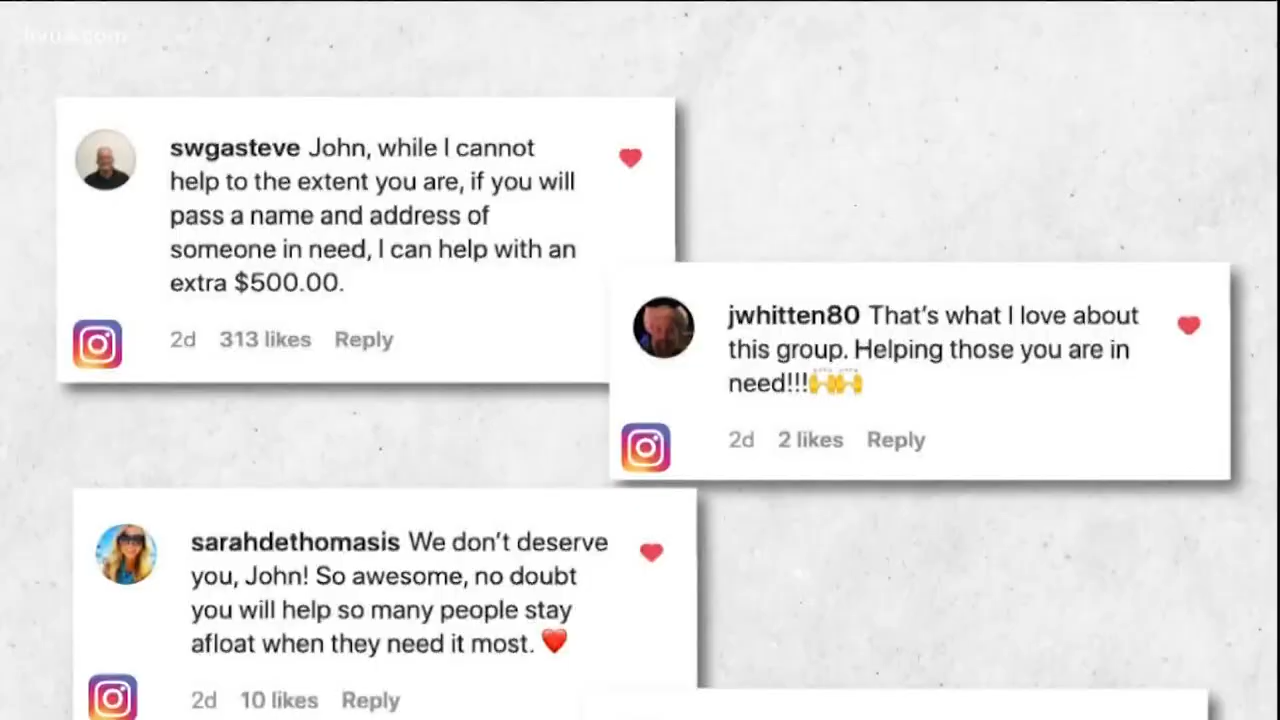 swgasteve John, while I cannot
help to the extent you are, if you will
pass a name and address of
someone in need, I can help with an
extra $500.00.
2d 313 likes Reply
jwhitten80 That's what I love about
this group. Helping those you are in
need!!!🙌🙌
2d 2 likes Reply
sarahdethomasis We don't deserve
you, John! So awesome, no doubt
you will help so many people stay
afloat when they need it most. ❤️
2d 10 likes Reply